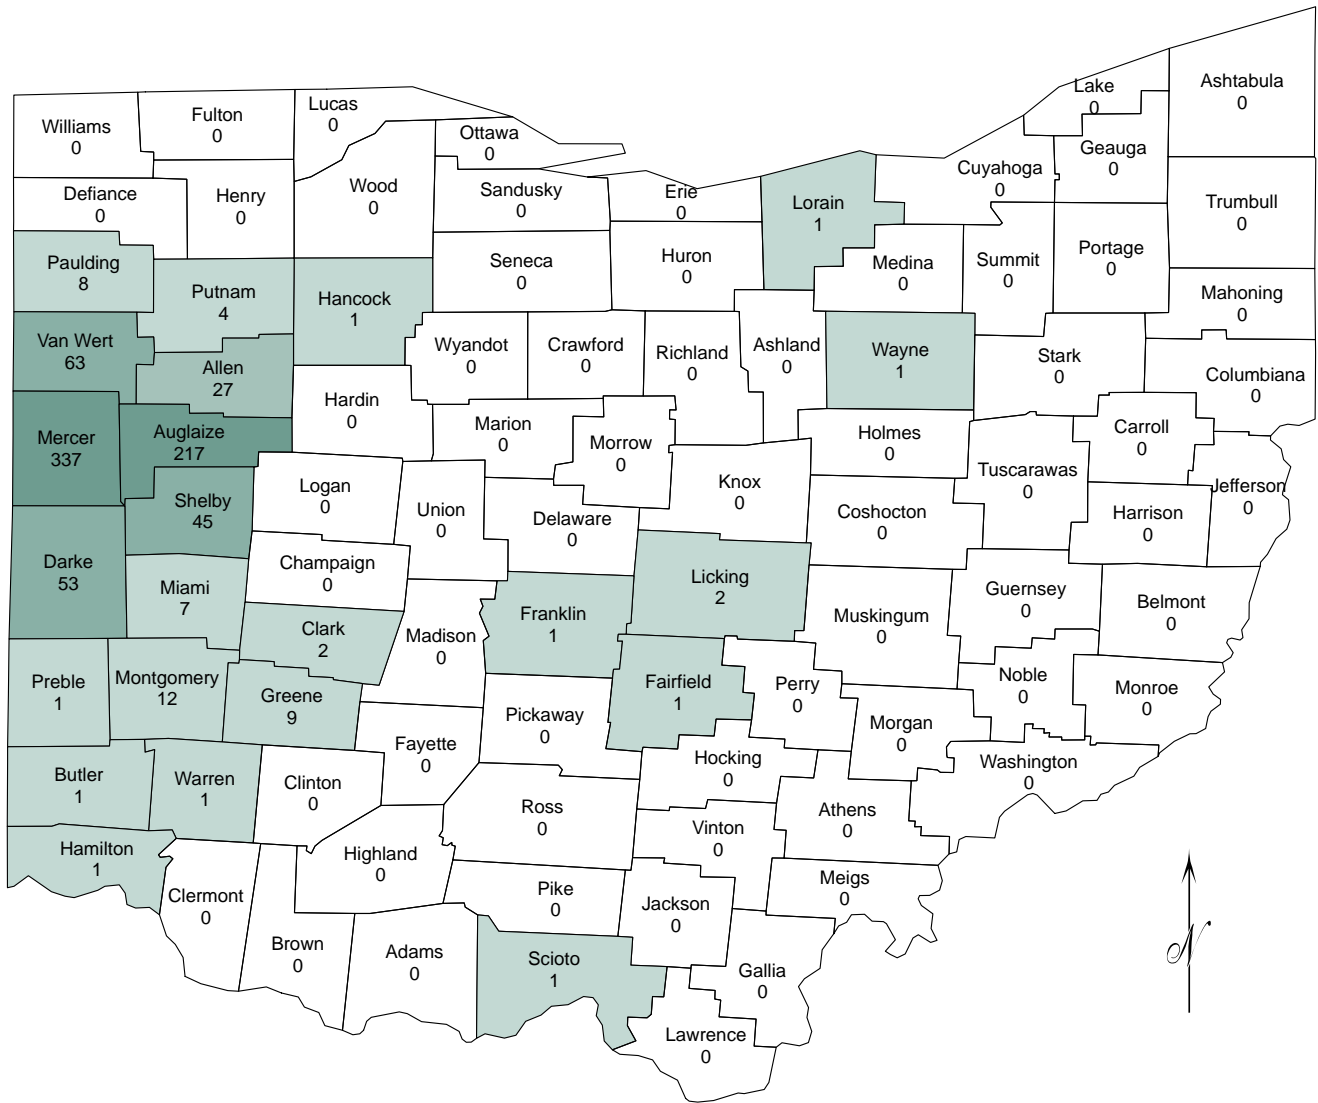 Williams
0
Fulton
0
Lucas
0
Ottawa
0
Lake
0
Ashtabula
0
Geauga
0
Cuyahoga
0
Defiance
0
Henry
0
Wood
0
Sandusky
0
Erie
0
Lorain
1
Trumbull
0
Paulding
8
Putnam
4
Hancock
1
Seneca
0
Huron
0
Medina
0
Summit
0
Portage
0
Mahoning
0
Van Wert
63
Allen
27
Wyandot
0
Crawford
0
Richland
0
Ashland
0
Wayne
1
Stark
0
Columbiana
0
Hardin
0
Mercer
337
Auglaize
217
Marion
0
Morrow
0
Holmes
0
Carroll
0
Tuscarawas
0
Jefferson
0
Logan
0
Shelby
45
Union
0
Knox
0
Delaware
0
Coshocton
0
Harrison
0
Darke
53
Champaign
0
Miami
7
Licking
2
Franklin
1
Muskingum
0
Guernsey
0
Belmont
0
Clark
2
Madison
0
Preble
1
Montgomery
12
Greene
9
Fairfield
1
Perry
0
Noble
0
Monroe
0
Pickaway
0
Morgan
0
Fayette
0
Hocking
0
Washington
0
Butler
1
Warren
1
Clinton
0
Ross
0
Athens
0
Vinton
0
Hamilton
1
Highland
0
Clermont
0
Pike
0
Jackson
0
Meigs
0
Brown
0
Adams
0
Scioto
1
Gallia
0
Lawrence
0
N